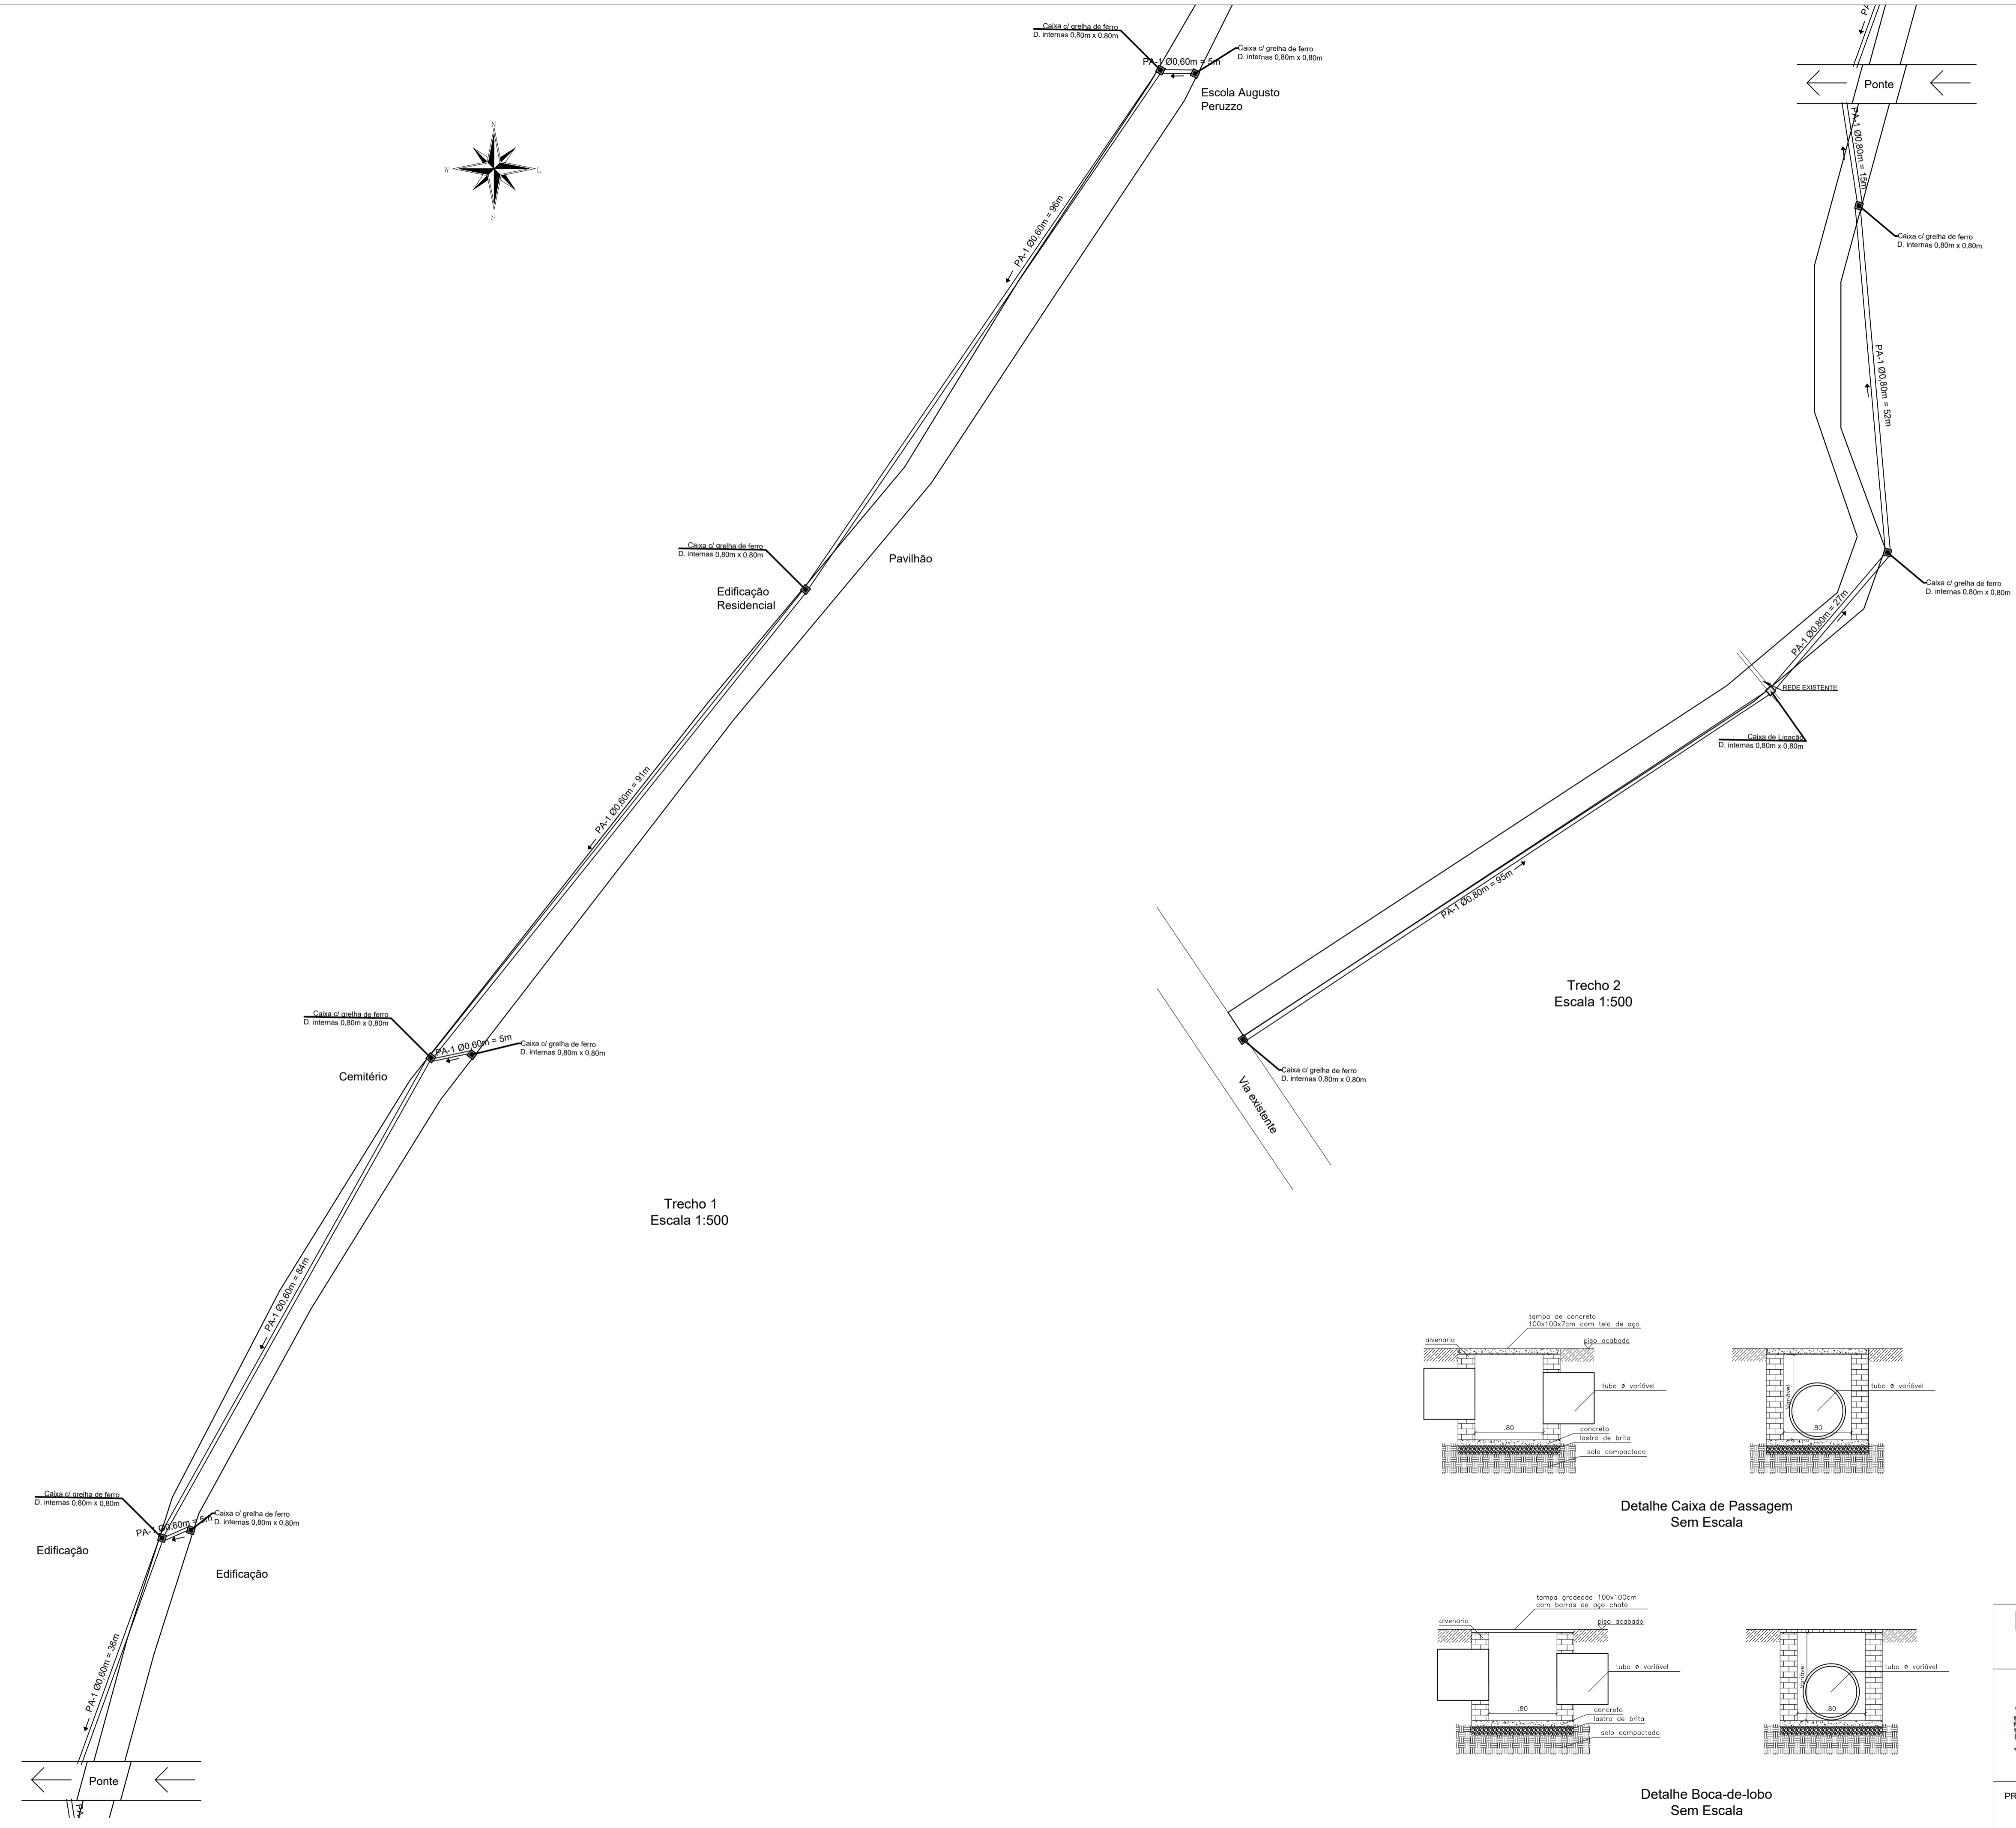 Caixa c/ grelha de ferro
D. internas 0,80m x 0,80m
PA-1 Ø0,60m = 5m
Caixa c/ grelha de ferro
D. internas 0,80m x 0,80m
Escola Augusto
Peruzzo
N
W
L
S
PA-1 Ø0,60m = 96m
Caixa c/ grelha de ferro
D. internas 0,80m x 0,80m
Edificação
Residencial
Pavilhão
PA-1 Ø0,60m = 91m
Caixa c/ grelha de ferro
D. internas 0,80m x 0,80m
PA-1 Ø0,60m = 5m
Caixa c/ grelha de ferro
D. internas 0,80m x 0,80m
Cemitério
Trecho 1
Escala 1:500
PA-1 Ø0,60m = 84m
Caixa c/ grelha de ferro
D. internas 0,80m x 0,80m
PA-1 Ø0,60m = 5m
Caixa c/ grelha de ferro
D. internas 0,80m x 0,80m
Edificação
Edificação
PA-1 Ø0,60m = 36m
Ponte
PA
PA
Ponte
PA-1 Ø0,80m = 15m
Caixa c/ grelha de ferro
D. internas 0,80m x 0,80m
PA-1 Ø0,80m = 52m
Caixa c/ grelha de ferro
D. internas 0,80m x 0,80m
PA-1 Ø0,80m = 27m
REDE EXISTENTE
Caixa de Ligação
D. internas 0,80m x 0,80m
PA-1 Ø0,80m = 95m
Trecho 2
Escala 1:500
Caixa c/ grelha de ferro
D. internas 0,80m x 0,80m
Via existente
tampa de concreto
100x100x7cm com tela de aço
alvenaria
piso acabado
tubo ø variável
.80
concreto
lastro de brita
solo compactado
Variável
tubo ø variável
.80
Detalhe Caixa de Passagem
Sem Escala
tampa gradeada 100x100cm
com barras de aço chato
alvenaria
piso acabado
tubo ø variável
.80
concreto
lastro de brita
solo compactado
Variável
tubo ø variável
.80
Detalhe Boca-de-lobo
Sem Escala
PR